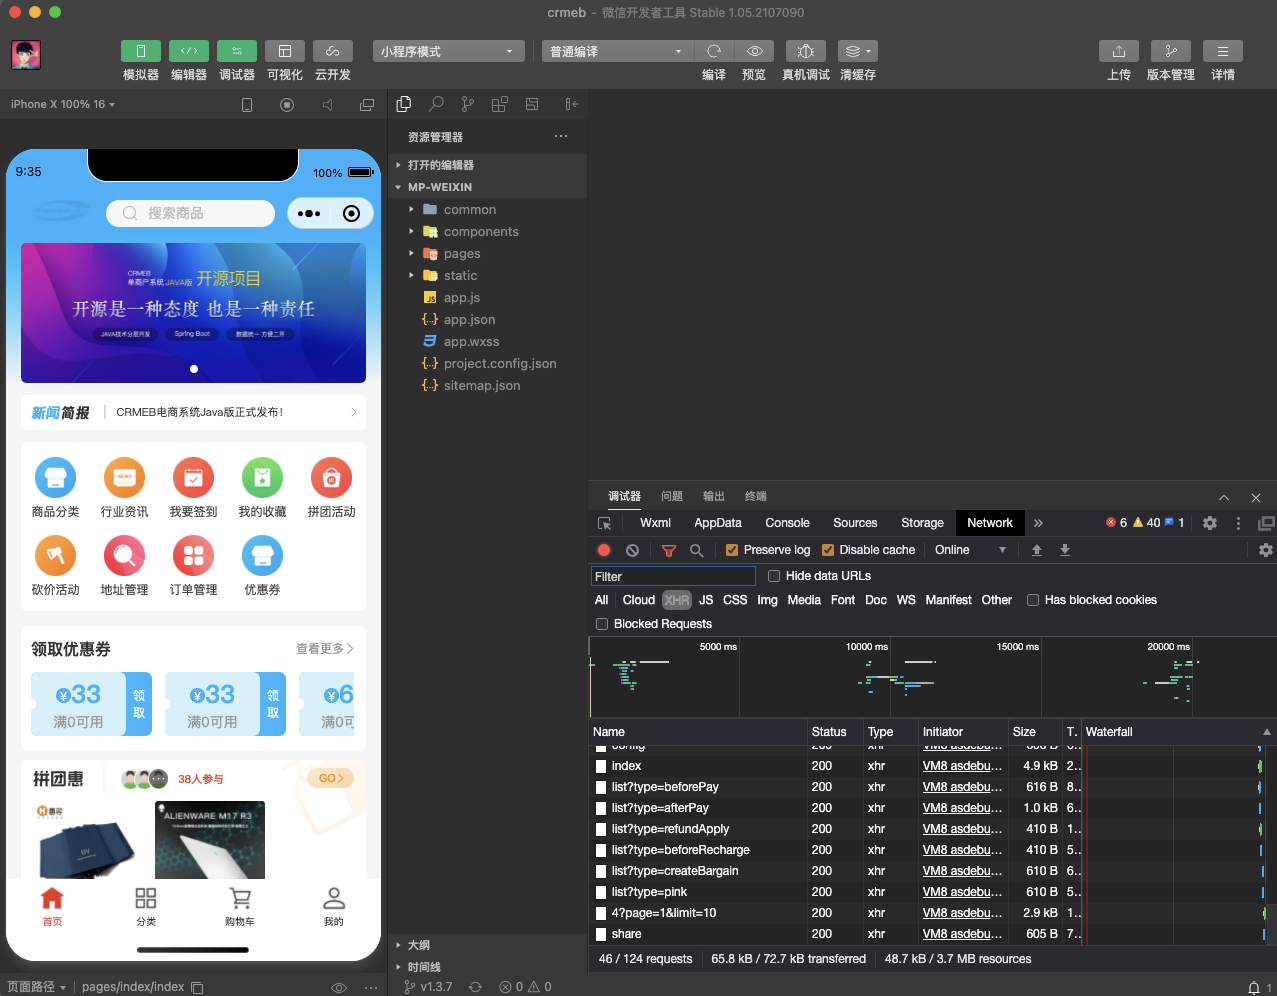 crmeb - 微信开发者工具 Stable 1.05.2107090
模拟器 编辑器 调试器 可视化 云开发
小程序模式
普通编译
编译 预览 真机调试 清缓存
上传 版本管理 详情
iPhone X 100% 16
9:35
100%
搜索商品
CRMEB
单商户系统 JAVA版 开源项目
开源是一种态度 也是一种责任
JAVA技术分层开发 Spring Boot 数据统一 方便二开
新闻简报 CRMEB电商系统Java版正式发布!
商品分类 行业资讯 我要签到 我的收藏 拼团活动
砍价活动 地址管理 订单管理 优惠券
领取优惠券 查看更多
¥33 领取 ¥33 领取 ¥6
满0可用 满0可用 满0可
拼团惠 38人参与 GO
惠寻
UV
ALIENWARE M17 R3
首页 分类 购物车 我的
页面路径 pages/index/index
资源管理器
打开的编辑器
MP-WEIXIN
common
components
pages
static
app.js
app.json
app.wxss
project.config.json
sitemap.json
大纲
时间线
v1.3.7 0 0
调试器 问题 输出 终端
Wxml AppData Console Sources Storage Network 6 40 1
Preserve log Disable cache Online
Filter Hide data URLs
All Cloud XHR JS CSS Img Media Font Doc WS Manifest Other Has blocked cookies
Blocked Requests
5000 ms 10000 ms 15000 ms 20000 ms
Name Status Type Initiator Size T.. Waterfall
config 200 xhr VM8 asdebu...
index 200 xhr VM8 asdebu... 4.9 kB 2..
list?type=beforePay 200 xhr VM8 asdebu... 616 B 8..
list?type=afterPay 200 xhr VM8 asdebu... 1.0 kB 6..
list?type=refundApply 200 xhr VM8 asdebu... 410 B 1..
list?type=beforeRecharge 200 xhr VM8 asdebu... 410 B 5..
list?type=createBargain 200 xhr VM8 asdebu... 610 B 6..
list?type=pink 200 xhr VM8 asdebu... 610 B 5..
4?page=1&limit=10 200 xhr VM8 asdebu... 2.9 kB 1..
share 200 xhr VM8 asdebu... 605 B 7..
46 / 124 requests 65.8 kB / 72.7 kB transferred 48.7 kB / 3.7 MB resources
1